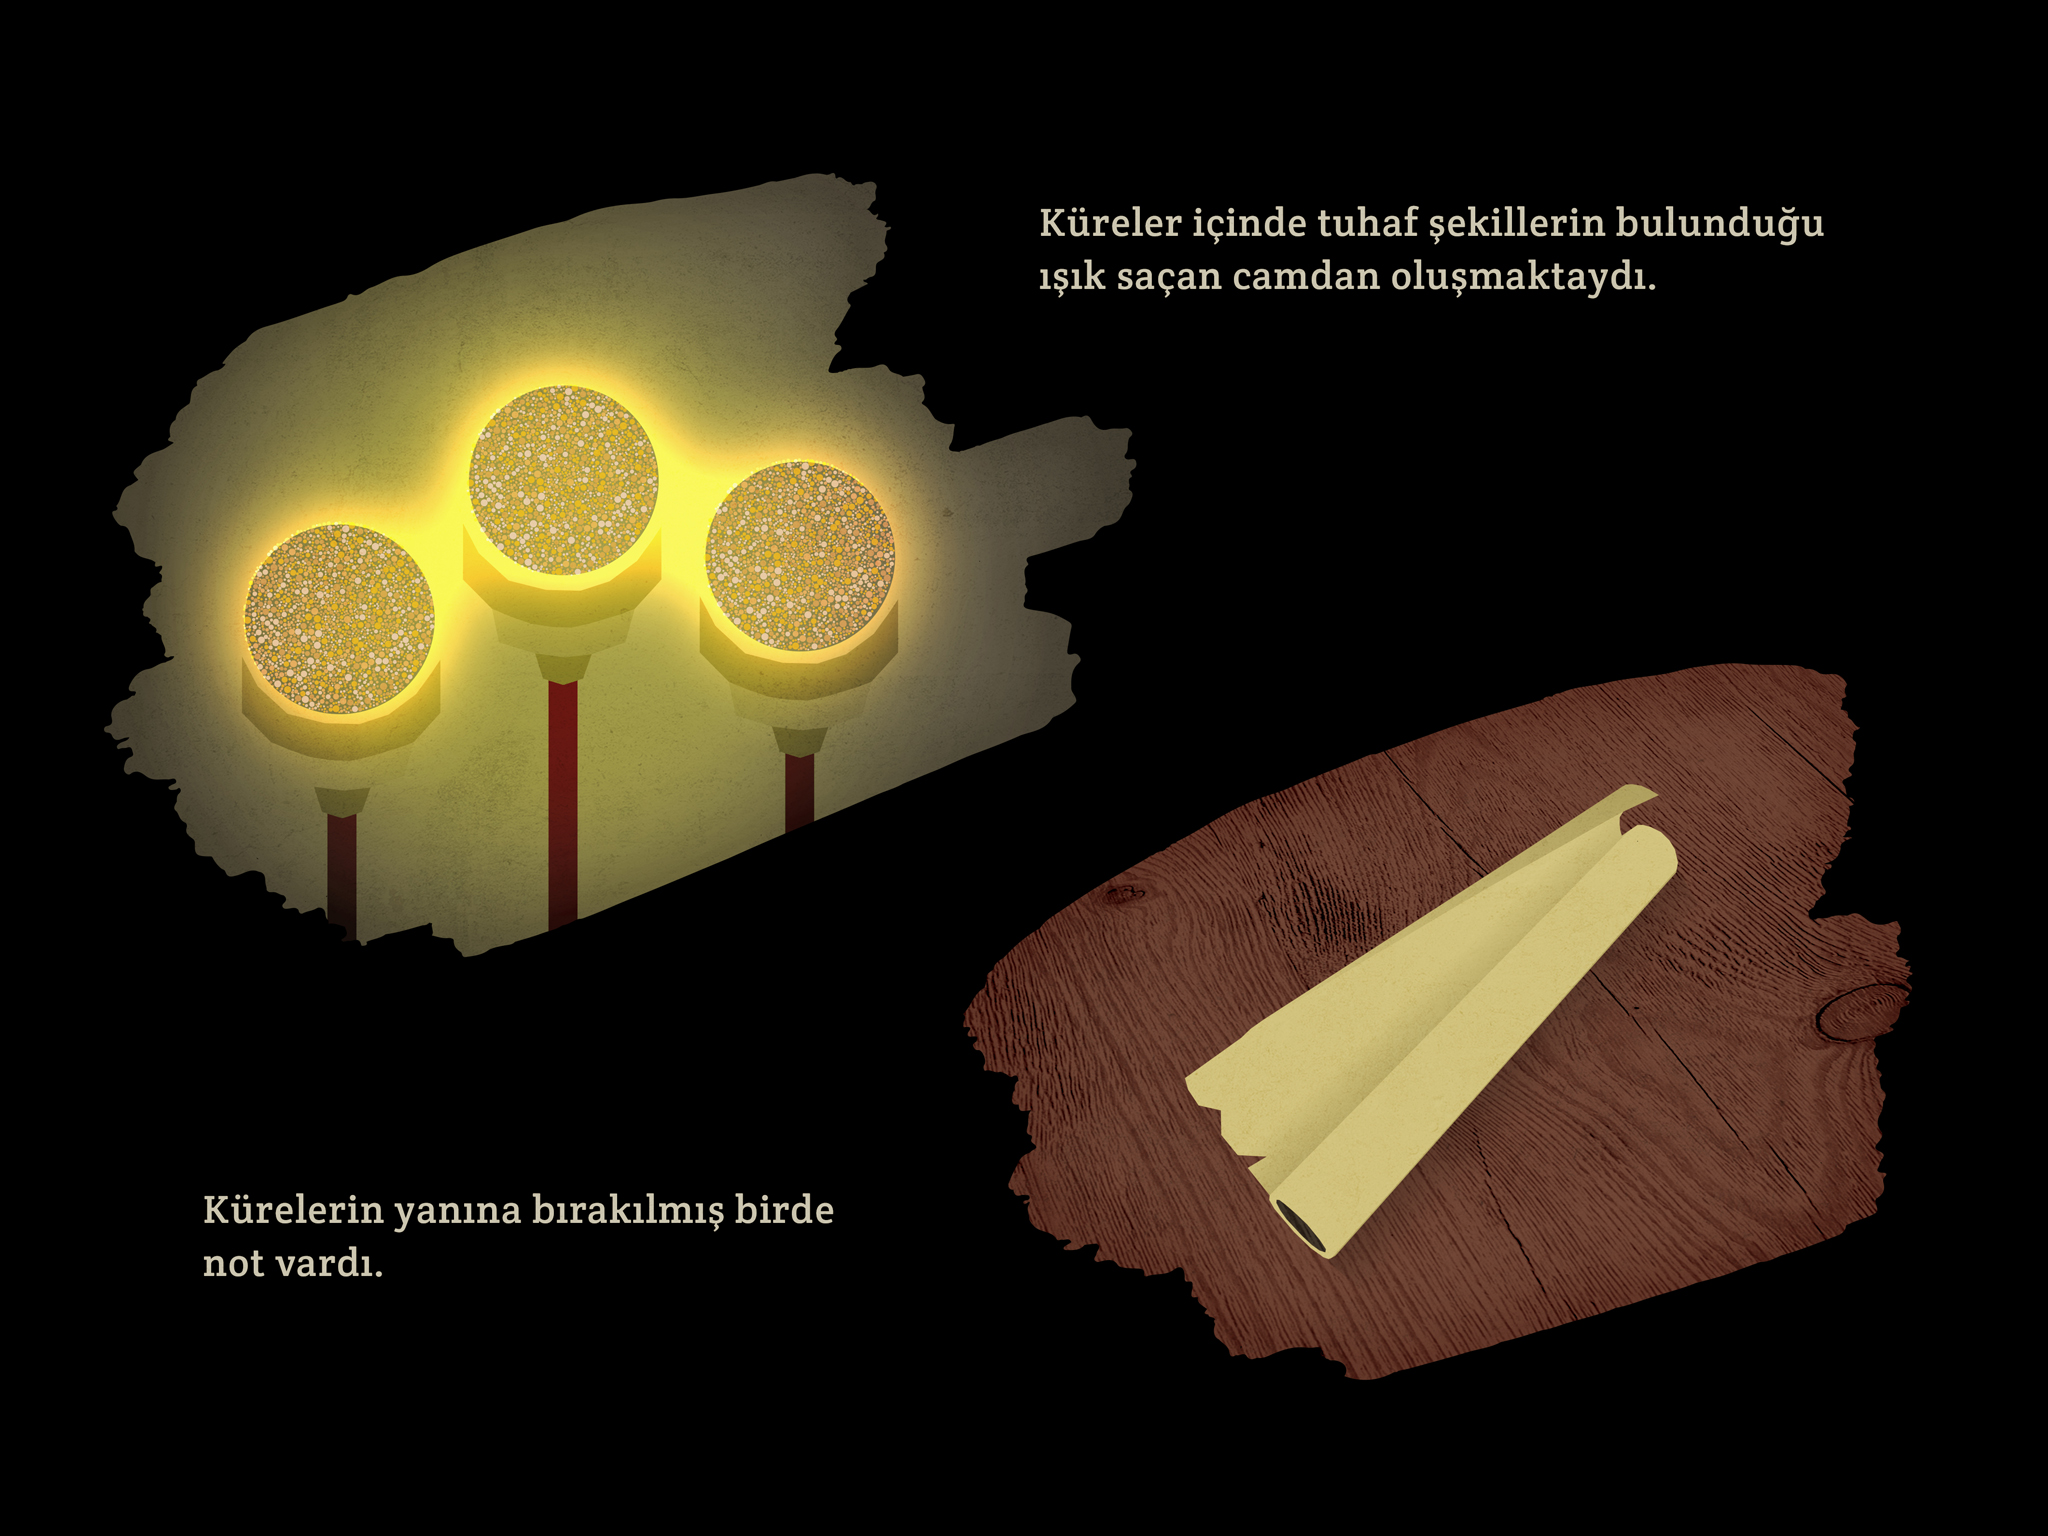 Küreler içinde tuhaf şekillerin bulunduğu
ışık saçan camdan oluşmaktaydı.
Kürelerin yanına bırakılmış birde
not vardı.